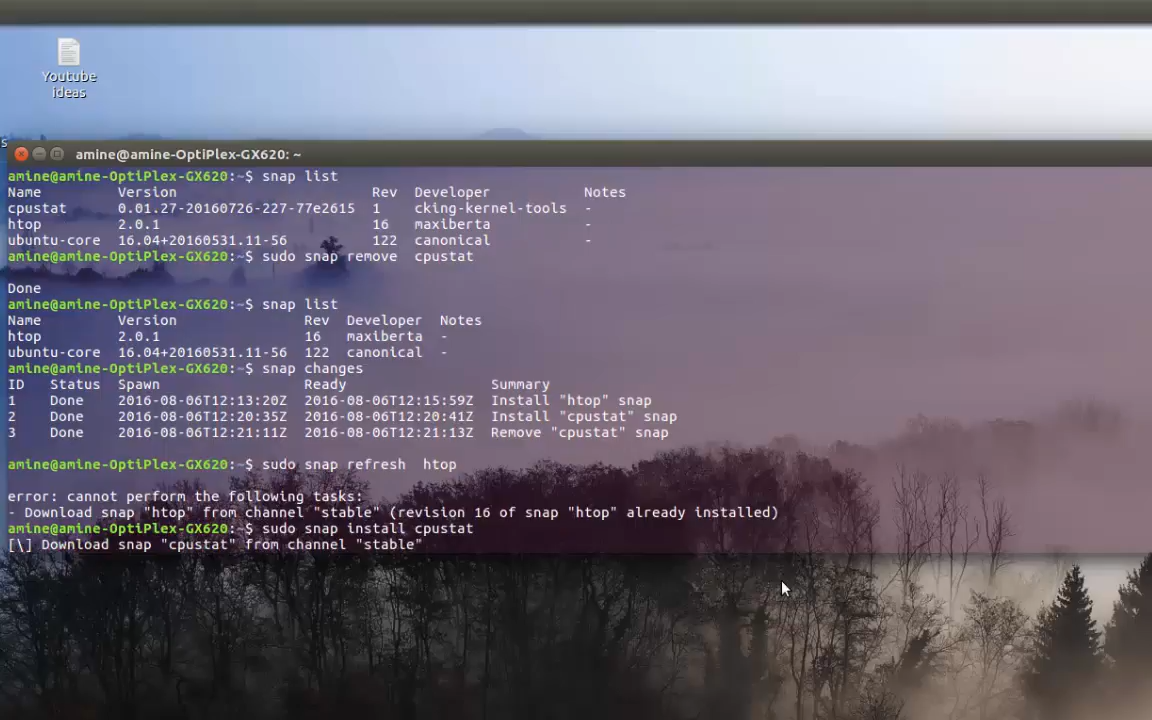 Youtube
ideas
s
amine@amine-OptiPlex-GX620: ~
amine@amine-OptiPlex-GX620:~$ snap list
Name Version Rev Developer Notes
cpustat 0.01.27-20160726-227-77e2615 1 cking-kernel-tools -
htop 2.0.1 16 maxiberta -
ubuntu-core 16.04+20160531.11-56 122 canonical -
amine@amine-OptiPlex-GX620:~$ sudo snap remove  cpustat
Done
amine@amine-OptiPlex-GX620:~$ snap list
Name Version Rev Developer Notes
htop 2.0.1 16 maxiberta -
ubuntu-core 16.04+20160531.11-56 122 canonical -
amine@amine-OptiPlex-GX620:~$ snap changes
ID Status Spawn Ready Summary
1 Done 2016-08-06T12:13:20Z 2016-08-06T12:15:59Z Install "htop" snap
2 Done 2016-08-06T12:20:35Z 2016-08-06T12:20:41Z Install "cpustat" snap
3 Done 2016-08-06T12:21:11Z 2016-08-06T12:21:13Z Remove "cpustat" snap
amine@amine-OptiPlex-GX620:~$ sudo snap refresh  htop
error: cannot perform the following tasks:
- Download snap "htop" from channel "stable" (revision 16 of snap "htop" already installed)
amine@amine-OptiPlex-GX620:~$ sudo snap install cpustat
[\] Download snap "cpustat" from channel "stable"